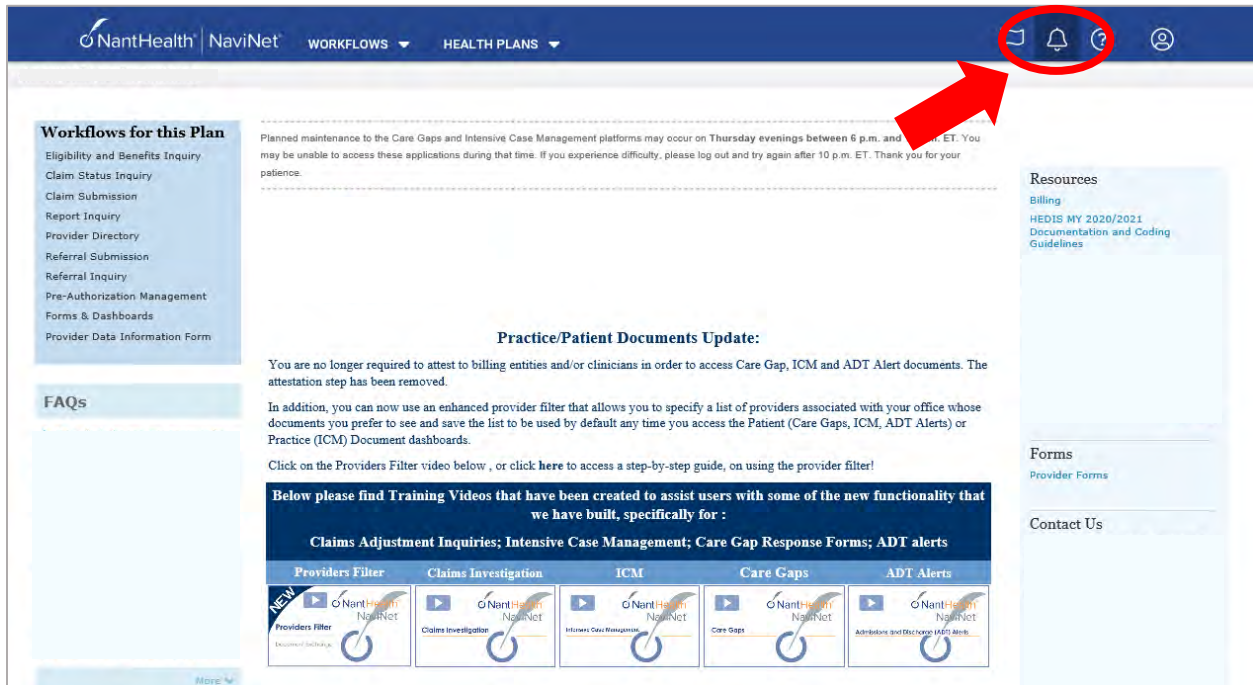 NantHealth® NaviNet®
WORKFLOWS
HEALTH PLANS
Workflows for this Plan
Eligibility and Benefits Inquiry
Claim Status Inquiry
Claim Submission
Report Inquiry
Provider Directory
Referral Submission
Referral Inquiry
Pre-Authorization Management
Forms & Dashboards
Provider Data Information Form
FAQs
More
Planned maintenance to the Care Gaps and Intensive Case Management platforms may occur on Thursday evenings between 6 p.m. and . ET. You
may be unable to access these applications during that time. If you experience difficulty, please log out and try again after 10 p.m. ET. Thank you for your
patience.
Practice/Patient Documents Update:
You are no longer required to attest to billing entities and/or clinicians in order to access Care Gap, ICM and ADT Alert documents. The
attestation step has been removed.
In addition, you can now use an enhanced provider filter that allows you to specify a list of providers associated with your office whose
documents you prefer to see and save the list to be used by default any time you access the Patient (Care Gaps, ICM, ADT Alerts) or
Practice (ICM) Document dashboards.
Click on the Providers Filter video below , or click here to access a step-by-step guide, on using the provider filter!
Below please find Training Videos that have been created to assist users with some of the new functionality that
we have built, specifically for :
Claims Adjustment Inquiries; Intensive Case Management; Care Gap Response Forms; ADT alerts
Providers Filter
Claims Investigation
ICM
Care Gaps
ADT Alerts
NEW
NantHealth
NaviNet
Providers Filter
NantHealth
NaviNet
Claims Investigation
NantHealth
NaviNet
Intensive Case Management
NantHealth
NaviNet
Care Gaps
NantHealth
NaviNet
Admissions and Discharge (ADT) Alerts
Resources
Billing
HEDIS MY 2020/2021
Documentation and Coding
Guidelines
Forms
Provider Forms
Contact Us